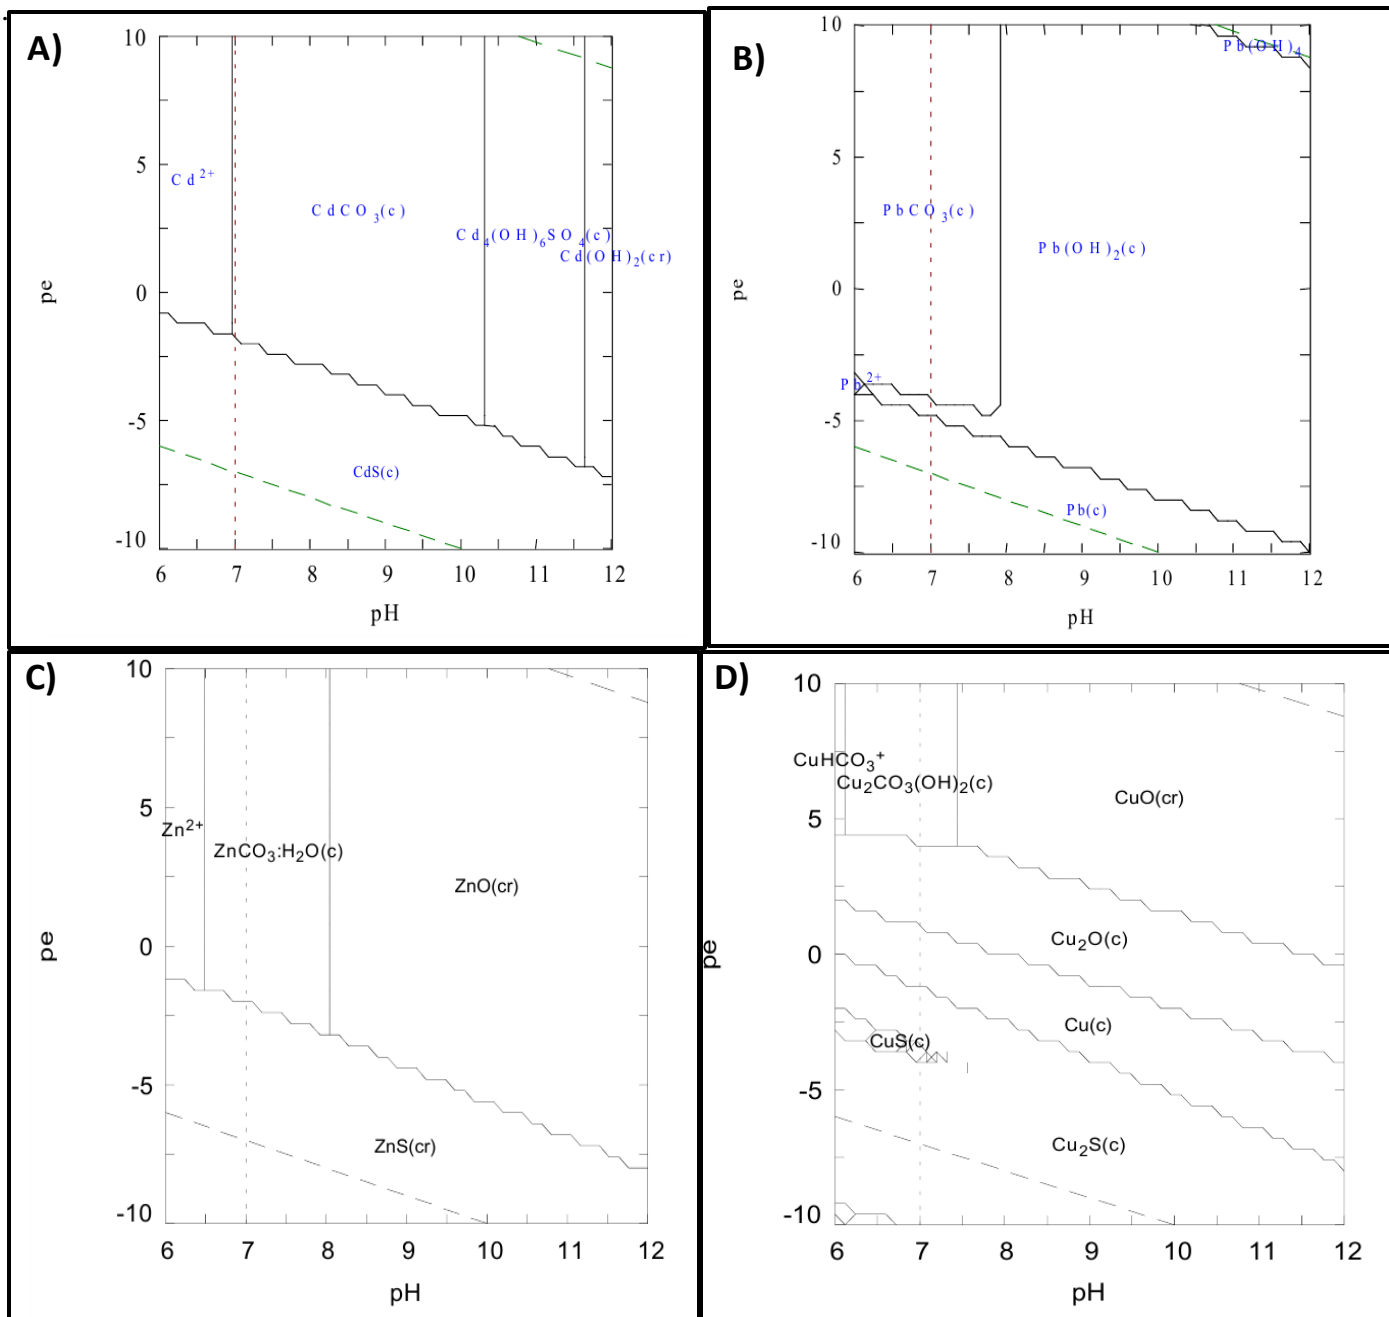 A)
10
5
0
-5
-10
pe
Cd²⁺
CdCO₃(c)
Cd₄(OH)₆SO₄(c)
Cd(OH)₂(cr)
CdS(c)
6 7 8 9 10 11 12
pH
B)
10
5
0
-5
-10
pe
Pb(OH)₄
PbCO₃(c)
Pb(OH)₂(c)
Pb²⁺
Pb(c)
6 7 8 9 10 11 12
pH
C)
10
5
0
-5
-10
pe
Zn²⁺
ZnCO₃:H₂O(c)
ZnO(cr)
ZnS(cr)
6 7 8 9 10 11 12
pH
D)
10
5
0
-5
-10
pe
CuHCO₃⁺
Cu₂CO₃(OH)₂(c)
CuO(cr)
Cu₂O(c)
Cu(c)
CuS(c)
Cu₂S(c)
6 7 8 9 10 11 12
pH